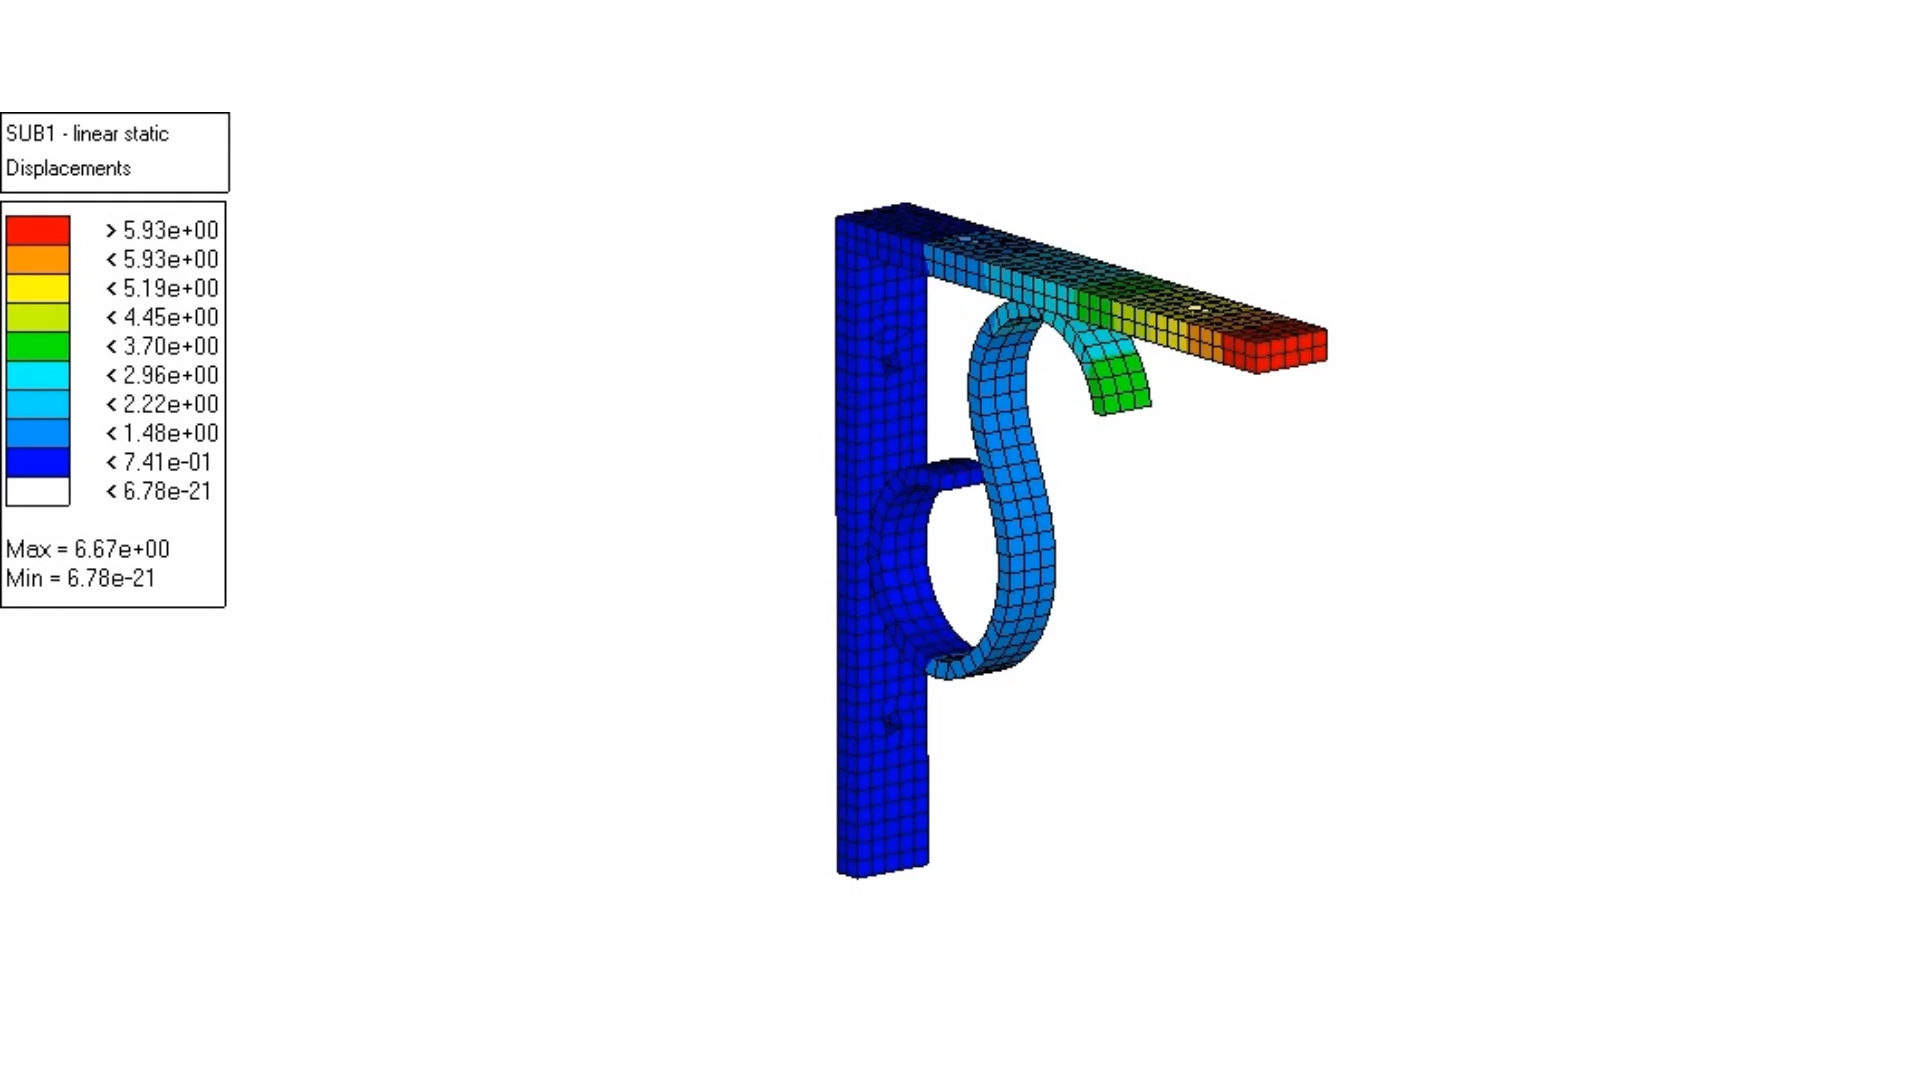 SUB1 - linear static
Displacements
> 5.93e+00
< 5.93e+00
< 5.19e+00
< 4.45e+00
< 3.70e+00
< 2.96e+00
< 2.22e+00
< 1.48e+00
< 7.41e-01
< 6.78e-21
Max = 6.67e+00
Min = 6.78e-21